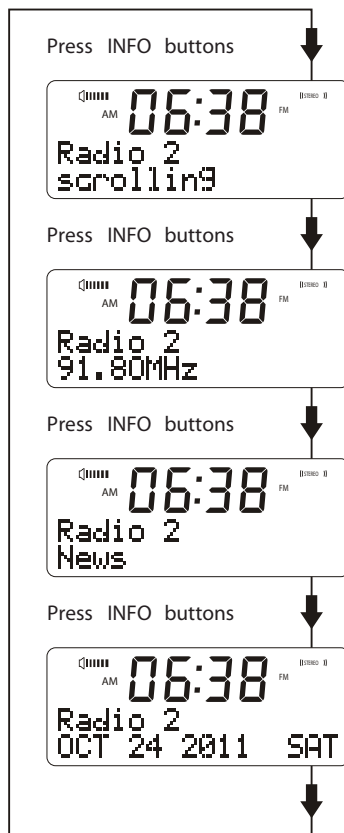 Press INFO buttons
AM 06:38 FM STEREO
Radio 2
scrolling
Press INFO buttons
AM 06:38 FM STEREO
Radio 2
91.80MHz
Press INFO buttons
AM 06:38 FM STEREO
Radio 2
News
Press INFO buttons
AM 06:38 FM STEREO
Radio 2
OCT 24 2011 SAT